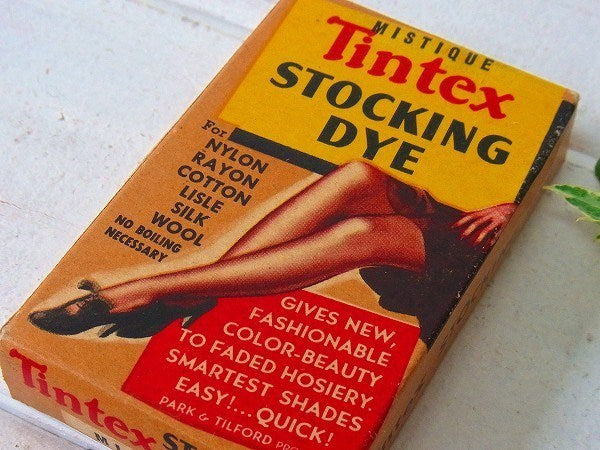 MISTIQUE
Tintex
STOCKING
DYE
For
NYLON
RAYON
COTTON
LISLE
SILK
WOOL
NO BOILING
NECESSARY
GIVES NEW,
FASHIONABLE
COLOR-BEAUTY
TO FADED HOSIERY.
SMARTEST SHADES
EASY!...QUICK!
PARK & TILFORD
Tintex